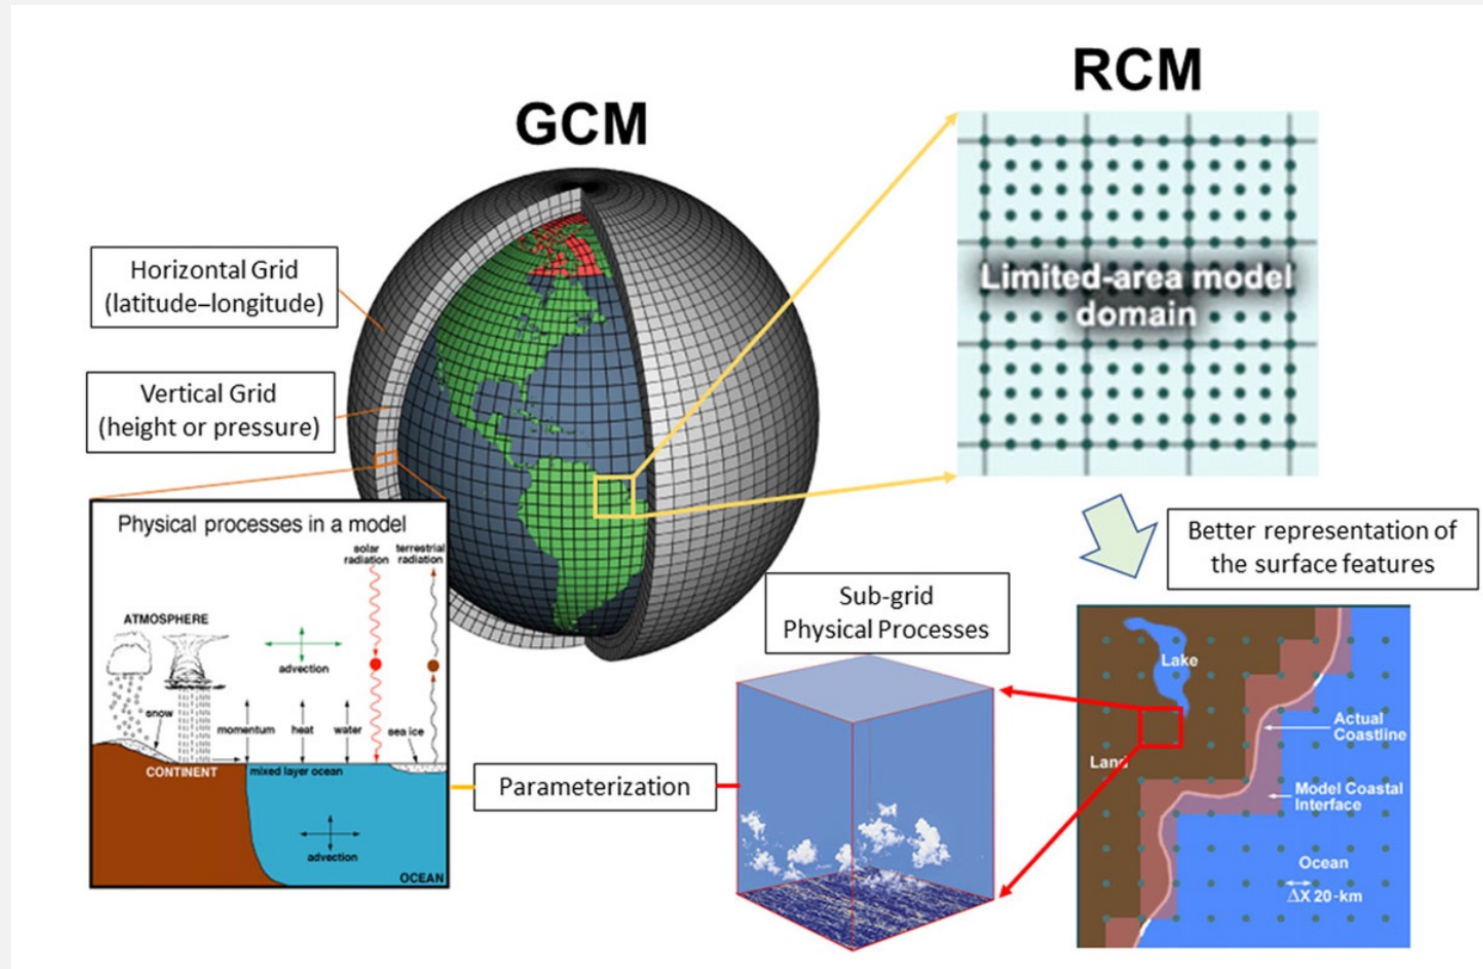 GCM
RCM
Horizontal Grid
(latitude–longitude)
Vertical Grid
(height or pressure)
Limited-area model
domain
Better representation of
the surface features
Physical processes in a model
solar
radiation
terrestrial
radiation
ATMOSPHERE
advection
snow
momentum
heat
water
sea ice
CONTINENT
mixed layer ocean
advection
OCEAN
Parameterization
Sub-grid
Physical Processes
Lake
Actual
Coastline
Land
Model Coastal
Interface
Ocean
ΔX 20-km